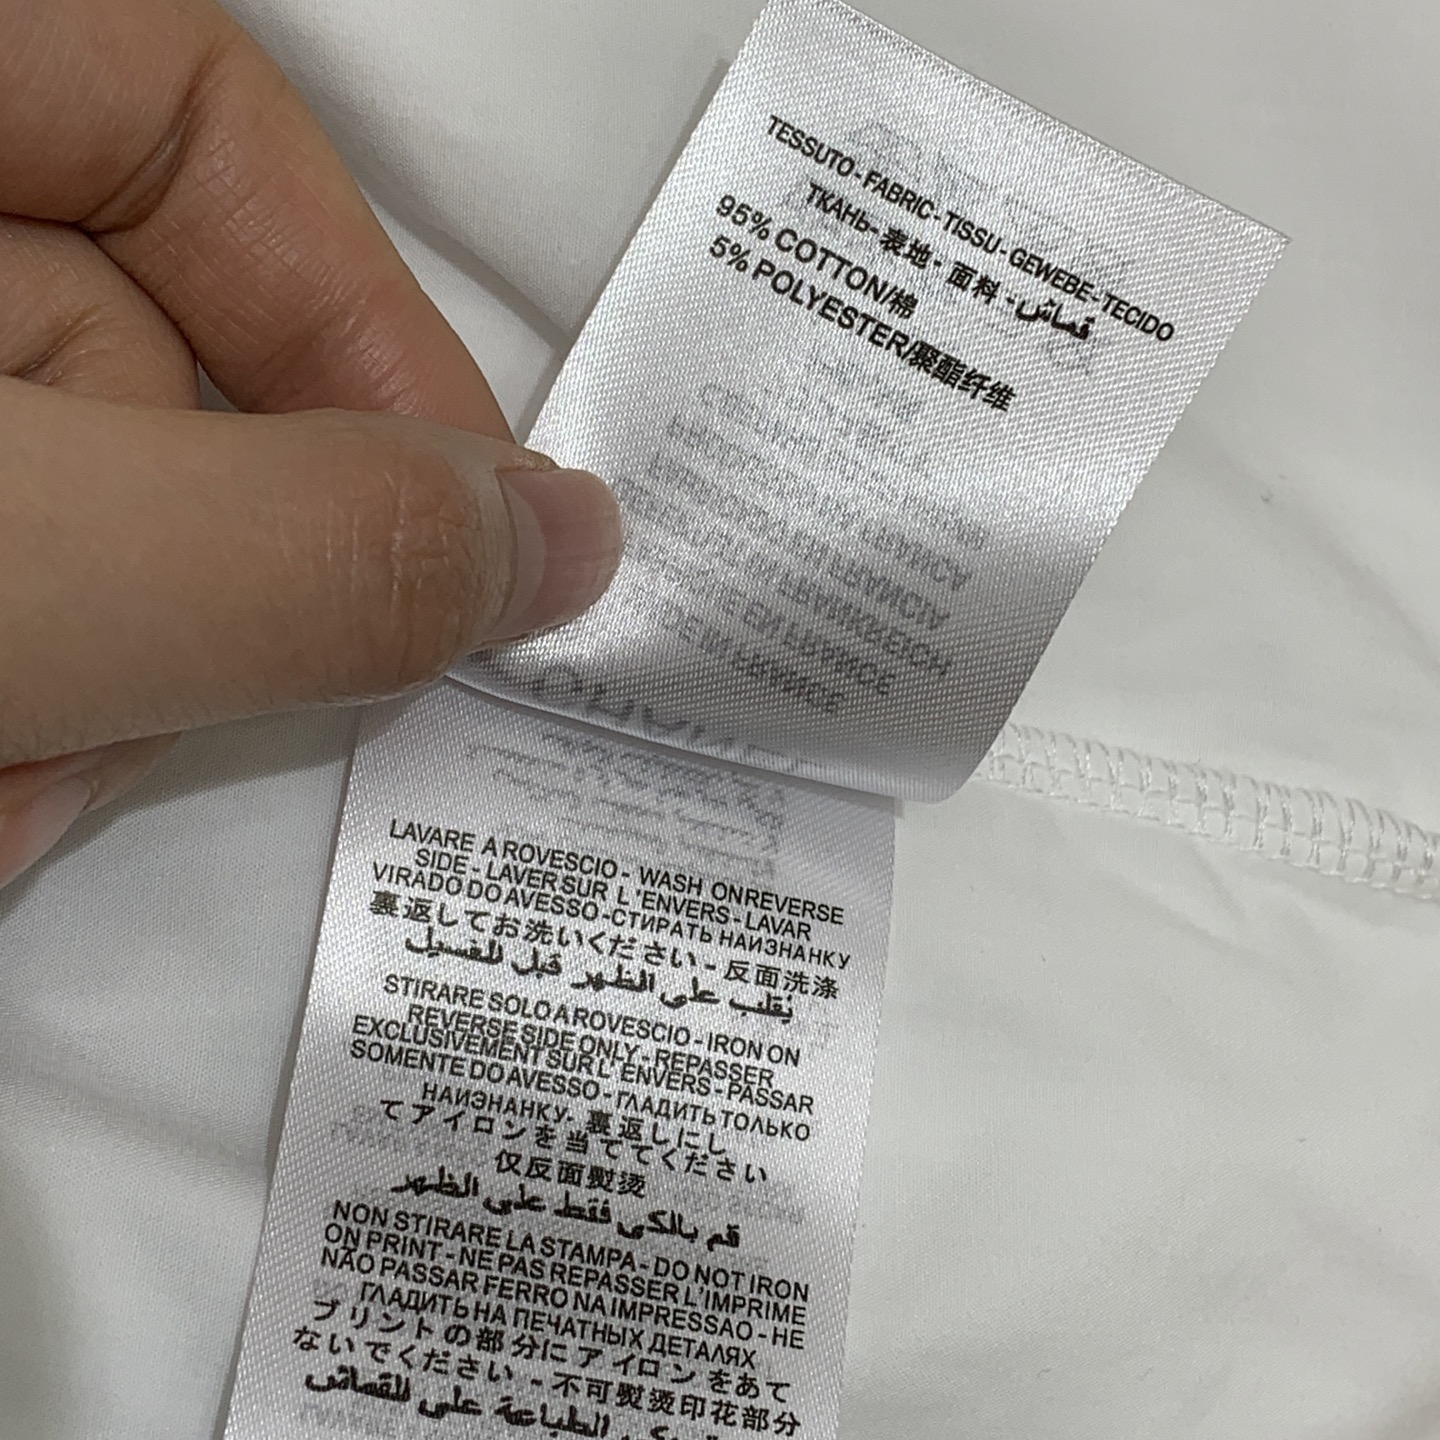 TESSUTO - FABRIC - TISSU - GEWEBE - TECIDO
ТКАНЬ - 表地 - 面料 - قماش
95% COTTON/棉
5% POLYESTER/聚酯纤维
LAVARE A ROVESCIO - WASH ONREVERSE
SIDE - LAVER SUR L'ENVERS - LAVAR
VIRADO DO AVESSO - СТИРАТЬ НАИЗНАНКУ
裏返してお洗いください - 反面洗涤
يُقلب على الظهر قبل للغسيل
STIRARE SOLO A ROVESCIO - IRON ON
REVERSE SIDE ONLY - REPASSER
EXCLUSIVEMENT SUR L' ENVERS - PASSAR
SOMENTE DO AVESSO - ГЛАДИТЬ ТОЛЬКО
НАИЗНАНКУ - 裏返しにし
てアイロンを当ててください
仅反面熨烫
قم بالكي فقط على الظهر
NON STIRARE LA STAMPA - DO NOT IRON
ON PRINT - NE PAS REPASSER L'IMPRIME
NÃO PASSAR FERRO NA IMPRESSAO - НЕ
ГЛАДИТЬ НА ПЕЧАТНЫХ ДЕТАЛЯХ
プリントの部分にアイロンをあて
ないでください - 不可熨烫印花部分
الطباعة على للقماش